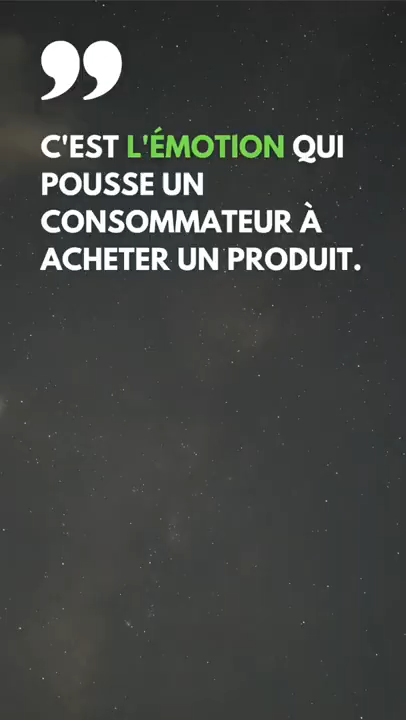 ”
C'EST L'ÉMOTION QUI
POUSSE UN
CONSOMMATEUR À
ACHETER UN PRODUIT.